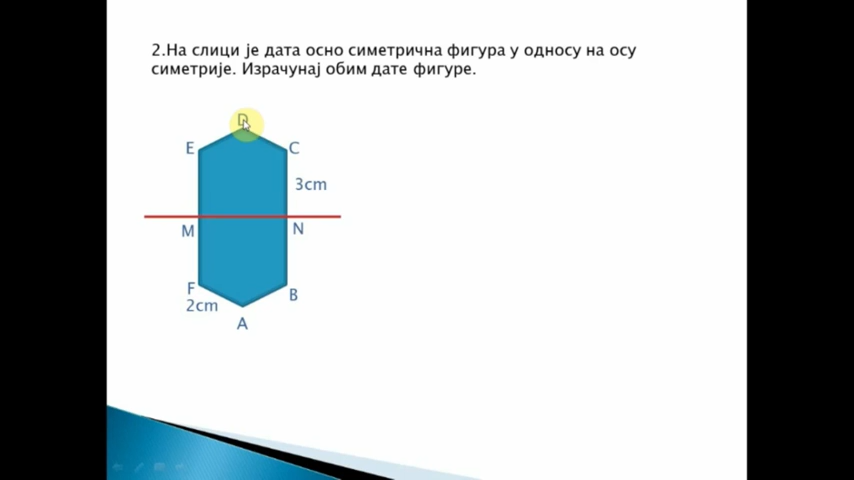 2.На слици је дата осно симетрична фигура у односу на осу
симетрије. Израчунај обим дате фигуре.
D
E
C
3cm
M
N
F
B
2cm
A